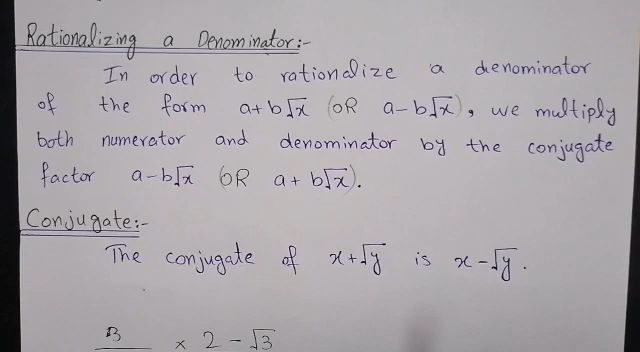 Rationalizing a Denominator:-
In order to rationalize a denominator
of the form a+b√x (OR a-b√x), we multiply
both numerator and denominator by the conjugate
factor a-b√x (OR a+b√x).
Conjugate:-
The conjugate of x+√y is x-√y.
3 × 2-√3